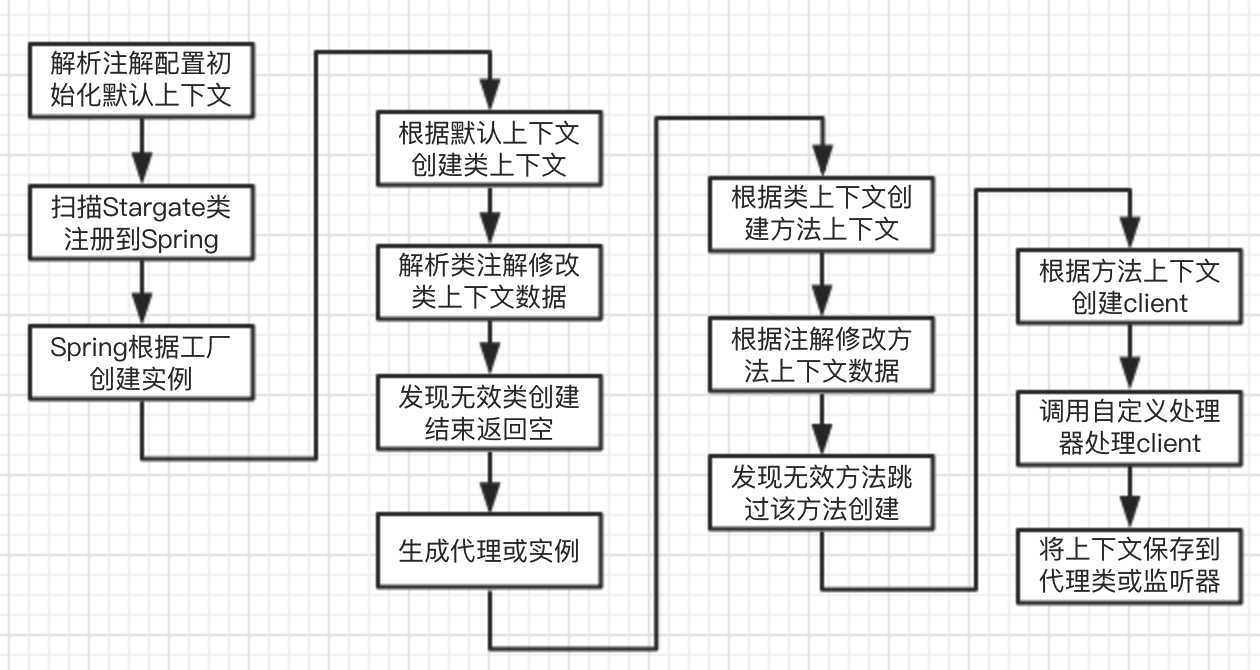 解析注解配置初
始化默认上下文
扫描Stargate类
注册到Spring
Spring根据工厂
创建实例
根据默认上下文
创建类上下文
解析类注解修改
类上下文数据
发现无效类创建
结束返回空
生成代理或实例
根据类上下文创
建方法上下文
根据注解修改方
法上下文数据
发现无效方法跳
过该方法创建
根据方法上下文
创建client
调用自定义处理
器处理client
将上下文保存到
代理类或监听器